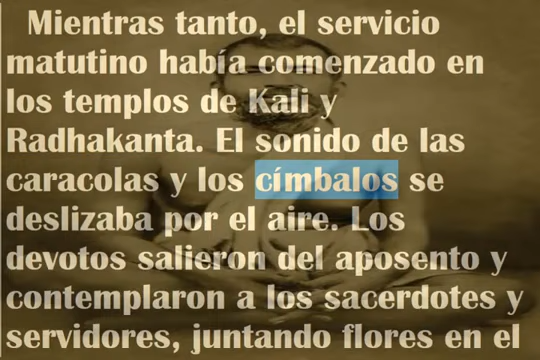 Mientras tanto, el servicio
matutino había comenzado en
los templos de Kali y
Radhakanta. El sonido de las
caracolas y los címbalos se
deslizaba por el aire. Los
devotos salieron del aposento y
contemplaron a los sacerdotes y
servidores, juntando flores en el